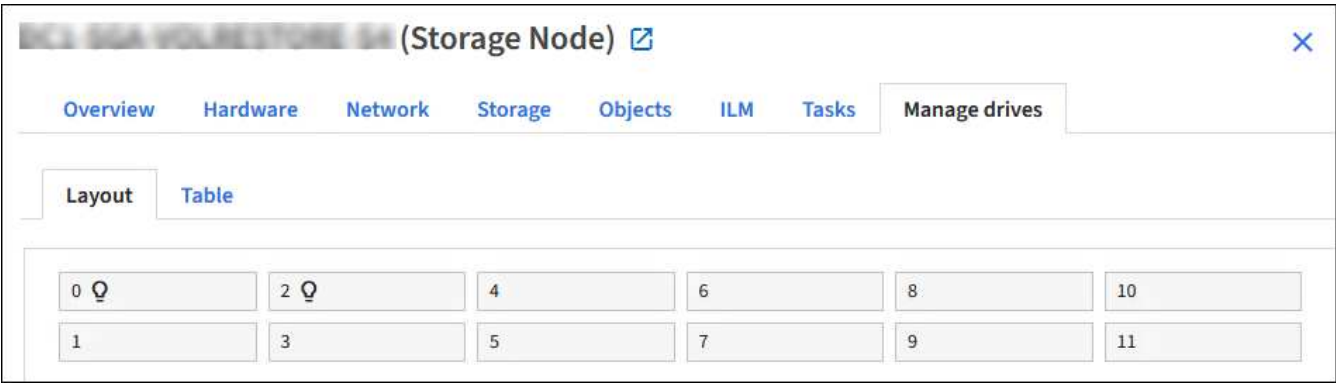 (Storage Node)
Overview Hardware Network Storage Objects ILM Tasks Manage drives
Layout Table
0 2 4 6 8 10
1 3 5 7 9 11